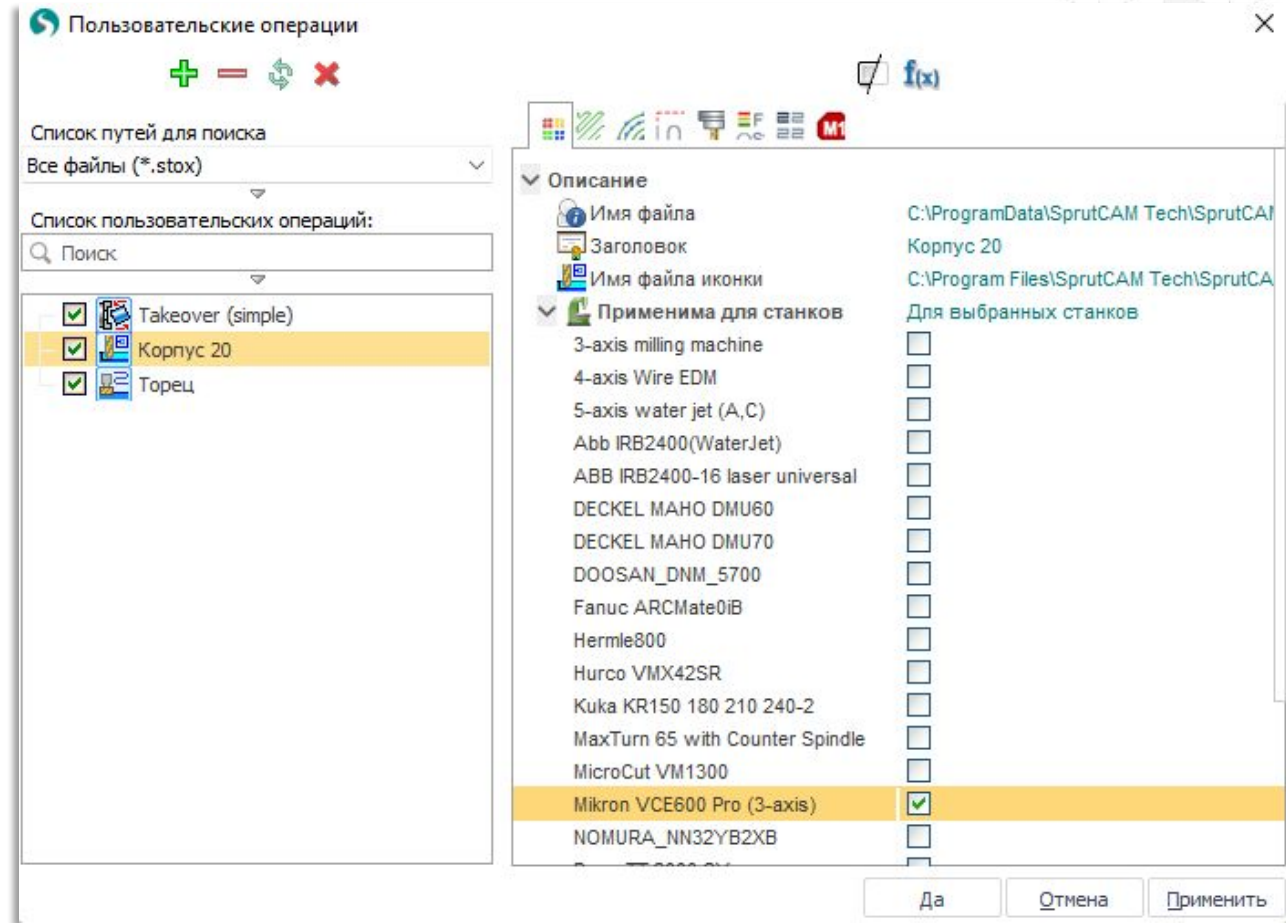 Пользовательские операции
f(x)
Список путей для поиска
Все файлы (*.stox)
Список пользовательских операций:
Поиск
Takeover (simple)
Корпус 20
Торец
M1
Описание
Имя файла C:\ProgramData\SprutCAM Tech\SprutCAM
Заголовок Корпус 20
Имя файла иконки C:\Program Files\SprutCAM Tech\SprutCA
Применима для станков Для выбранных станков
3-axis milling machine
4-axis Wire EDM
5-axis water jet (A,C)
Abb IRB2400(WaterJet)
ABB IRB2400-16 laser universal
DECKEL MAHO DMU60
DECKEL MAHO DMU70
DOOSAN_DNM_5700
Fanuc ARCMate0iB
Hermle800
Hurco VMX42SR
Kuka KR150 180 210 240-2
MaxTurn 65 with Counter Spindle
MicroCut VM1300
Mikron VCE600 Pro (3-axis)
NOMURA_NN32YB2XB
Да Отмена Применить